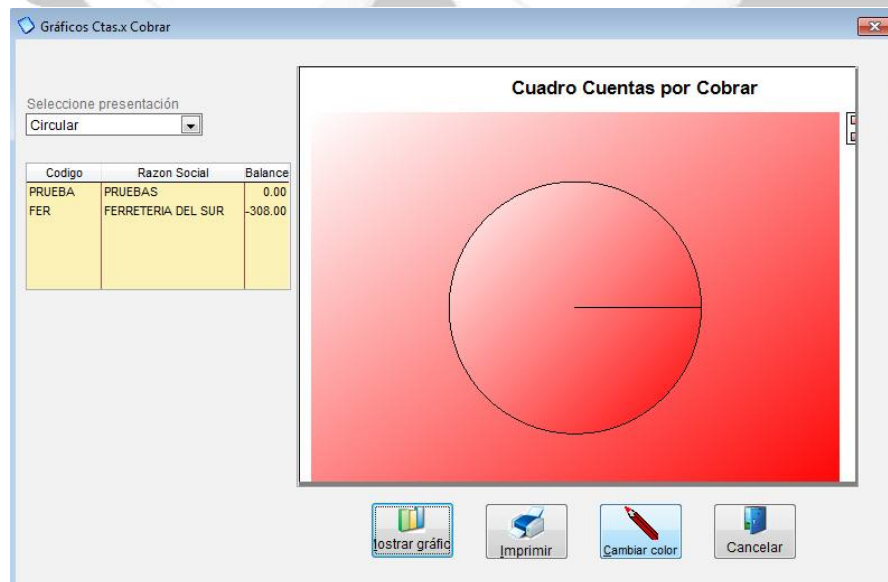 Gráficos Ctas.x Cobrar
Seleccione presentación
Circular
Codigo Razon Social Balance
PRUEBA PRUEBAS 0.00
FER FERRETERIA DEL SUR -308.00
Cuadro Cuentas por Cobrar
lostrar gráfic
Imprimir
Cambiar color
Cancelar